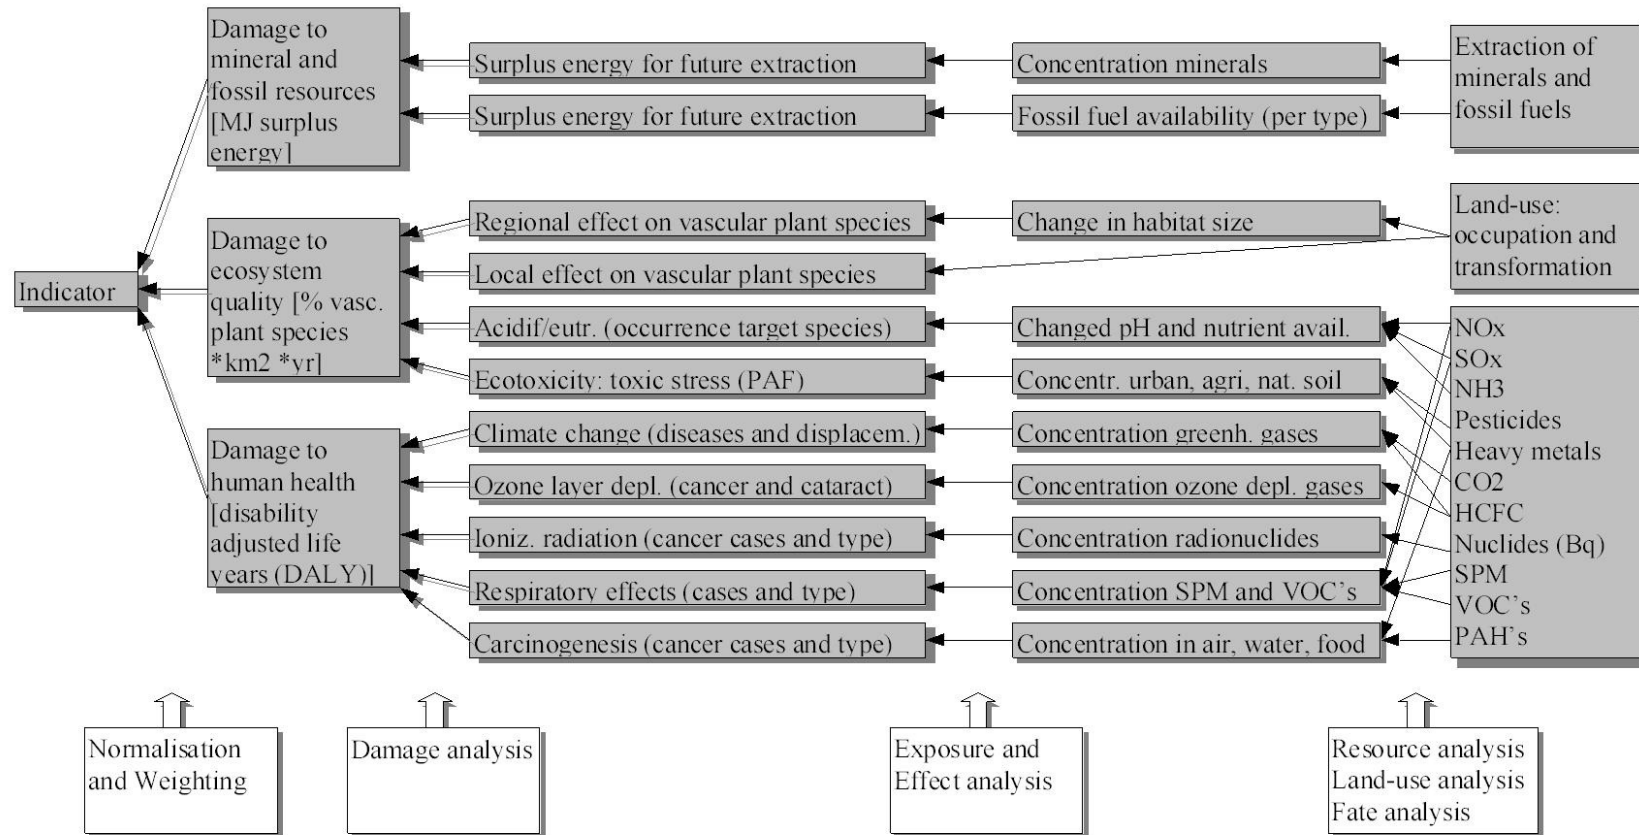 Damage to
mineral and
fossil resources
[MJ surplus
energy]
Surplus energy for future extraction
Concentration minerals
Extraction of
minerals and
fossil fuels
Surplus energy for future extraction
Fossil fuel availability (per type)
Indicator
Damage to
ecosystem
quality [% vasc.
plant species
*km2 *yr]
Regional effect on vascular plant species
Change in habitat size
Land-use:
occupation and
transformation
Local effect on vascular plant species
Acidif/eutr. (occurrence target species)
Changed pH and nutrient avail.
Ecotoxicity: toxic stress (PAF)
Concentr. urban, agri, nat. soil
NOx
SOx
NH3
Pesticides
Heavy metals
CO2
HCFC
Nuclides (Bq)
SPM
VOC's
PAH's
Damage to
human health
[disability
adjusted life
years (DALY)]
Climate change (diseases and displacem.)
Concentration greenh. gases
Ozone layer depl. (cancer and cataract)
Concentration ozone depl. gases
Ioniz. radiation (cancer cases and type)
Concentration radionuclides
Respiratory effects (cases and type)
Concentration SPM and VOC's
Carcinogenesis (cancer cases and type)
Concentration in air, water, food
Normalisation
and Weighting
Damage analysis
Exposure and
Effect analysis
Resource analysis
Land-use analysis
Fate analysis